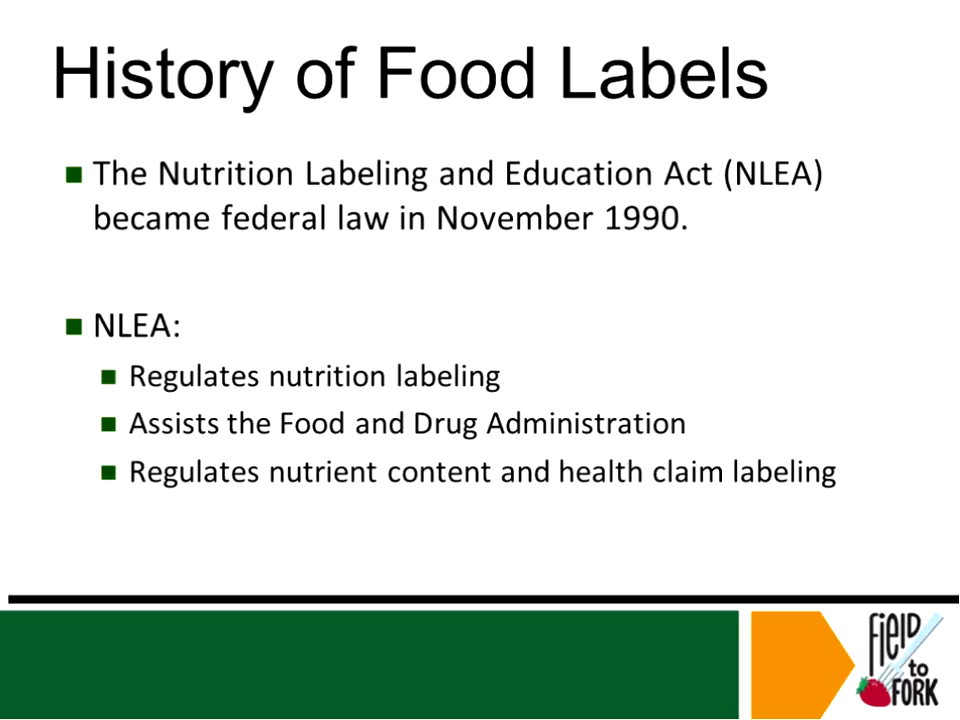 History of Food Labels
The Nutrition Labeling and Education Act (NLEA)
became federal law in November 1990.
NLEA:
Regulates nutrition labeling
Assists the Food and Drug Administration
Regulates nutrient content and health claim labeling
field
to
FORK